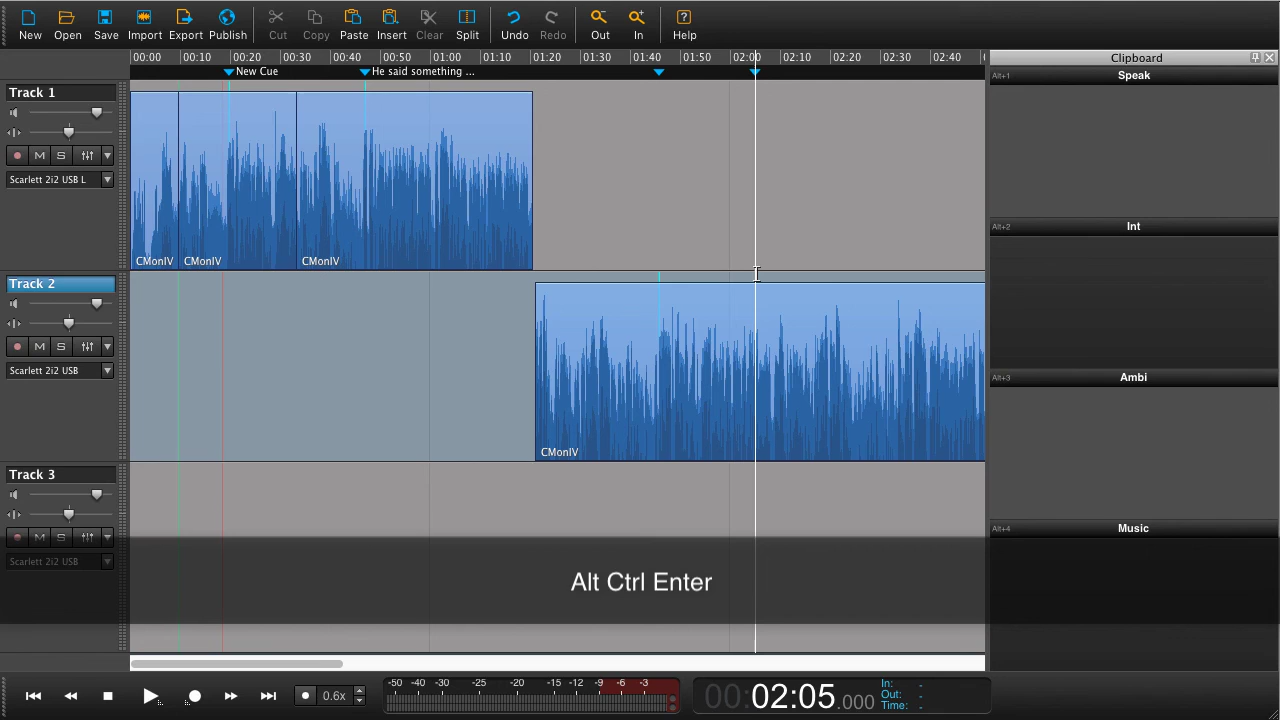 New Open Save Import Export Publish Cut Copy Paste Insert Clear Split Undo Redo Out In Help
00:00 00:10 00:20 00:30 00:40 00:50 01:00 01:10 01:20 01:30 01:40 01:50 02:00 02:10 02:20 02:30 02:40
New Cue He said something ...
Clipboard
Alt+1 Speak
Track 1
M S
Scarlett 2i2 USB L
CMonIV CMonIV CMonIV
Alt+2 Int
Track 2
M S
Scarlett 2i2 USB
Alt+3 Ambi
CMonIV
Track 3
M S
Scarlett 2i2 USB
Alt+4 Music
Alt Ctrl Enter
0.6x
-50 -40 -30 -25 -20 -15 -12 -9 -6 -3
00:02:05.000
In: -
Out: -
Time: -